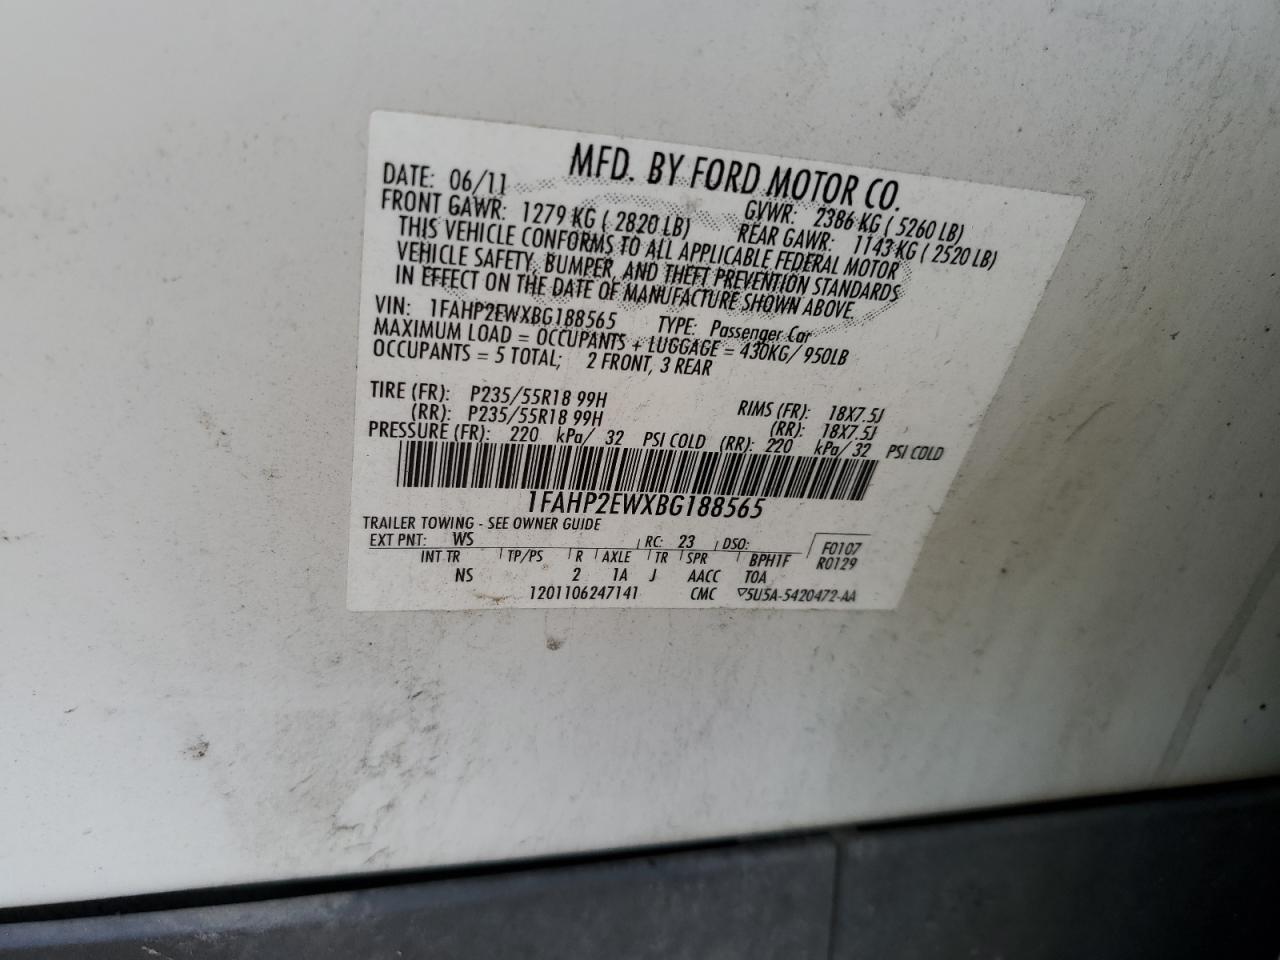 MFD. BY FORD MOTOR CO.
DATE: 06/11 GVWR: 2386 KG ( 5260 LB)
FRONT GAWR: 1279 KG ( 2820 LB) REAR GAWR: 1143 KG ( 2520 LB)
THIS VEHICLE CONFORMS TO ALL APPLICABLE FEDERAL MOTOR
VEHICLE SAFETY, BUMPER, AND THEFT PREVENTION STANDARDS
IN EFFECT ON THE DATE OF MANUFACTURE SHOWN ABOVE.
VIN: 1FAHP2EWXBG188565 TYPE: Passenger Car
MAXIMUM LOAD = OCCUPANTS + LUGGAGE = 430KG/ 950LB
OCCUPANTS = 5 TOTAL; 2 FRONT, 3 REAR
TIRE (FR): P235/55R18 99H RIMS (FR): 18X7.5J
(RR): P235/55R18 99H (RR): 18X7.5J
PRESSURE (FR): 220 kPa/ 32 PSI COLD (RR): 220 kPa/ 32 PSI COLD
1FAHP2EWXBG188565
TRAILER TOWING - SEE OWNER GUIDE
EXT PNT: WS RC: 23 DSO: F0107
INT TR TP/PS R AXLE TR SPR BPH1F R0129
NS 2 1A J AACC TOA
1201106247141 CMC ▽5U5A-5420472-AA